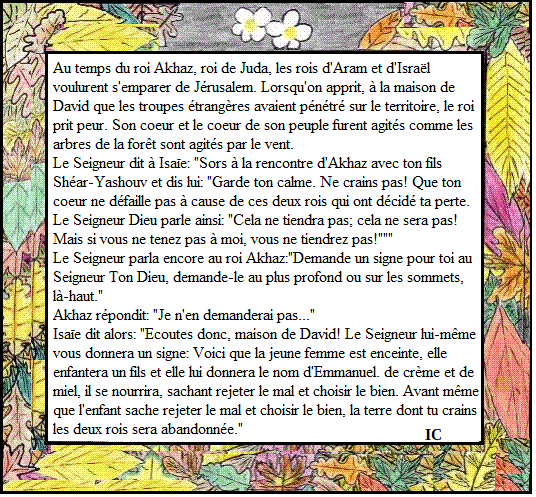 Au temps du roi Akhaz, roi de Juda, les rois d'Aram et d'Israël
voulurent s'emparer de Jérusalem. Lorsqu'on apprit, à la maison de
David que les troupes étrangères avaient pénétré sur le territoire, le roi
prit peur. Son coeur et le coeur de son peuple furent agités comme les
arbres de la forêt sont agités par le vent.
Le Seigneur dit à Isaïe: "Sors à la rencontre d'Akhaz avec ton fils
Shéar-Yashouv et dis lui: "Garde ton calme. Ne crains pas! Que ton
coeur ne défaille pas à cause de ces deux rois qui ont décidé ta perte.
Le Seigneur Dieu parle ainsi: "Cela ne tiendra pas; cela ne sera pas!
Mais si vous ne tenez pas à moi, vous ne tiendrez pas!"""
Le Seigneur parla encore au roi Akhaz:"Demande un signe pour toi au
Seigneur Ton Dieu, demande-le au plus profond ou sur les sommets,
là-haut."
Akhaz répondit: "Je n'en demanderai pas..."
Isaïe dit alors: "Ecoutes donc, maison de David! Le Seigneur lui-même
vous donnera un signe: Voici que la jeune femme est enceinte, elle
enfantera un fils et elle lui donnera le nom d'Emmanuel. de crème et de
miel, il se nourrira, sachant rejeter le mal et choisir le bien. Avant même
que l'enfant sache rejeter le mal et choisir le bien, la terre dont tu crains
les deux rois sera abandonnée."
IC